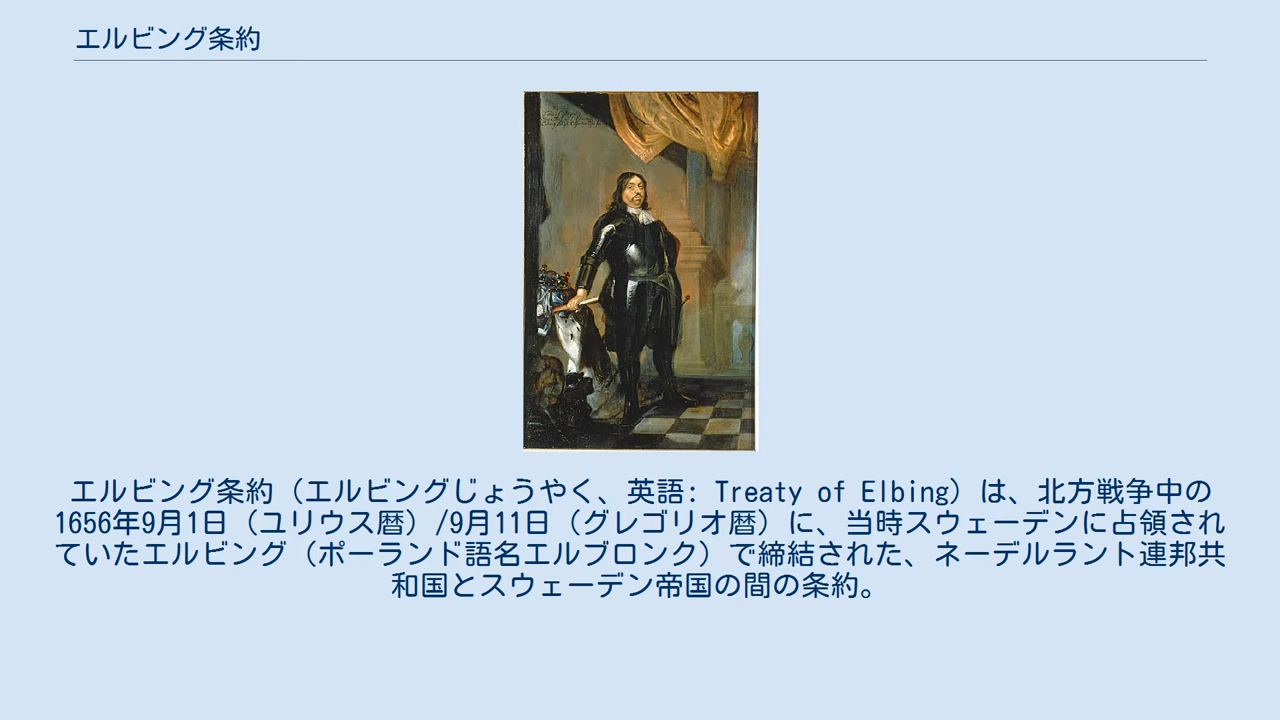 エルビング条約
エルビング条約（エルビングじょうやく、英語: Treaty of Elbing）は、北方戦争中の
1656年9月1日（ユリウス暦）/9月11日（グレゴリオ暦）に、当時スウェーデンに占領され
ていたエルビング（ポーランド語名エルブロンク）で締結された、ネーデルラント連邦共
和国とスウェーデン帝国の間の条約。